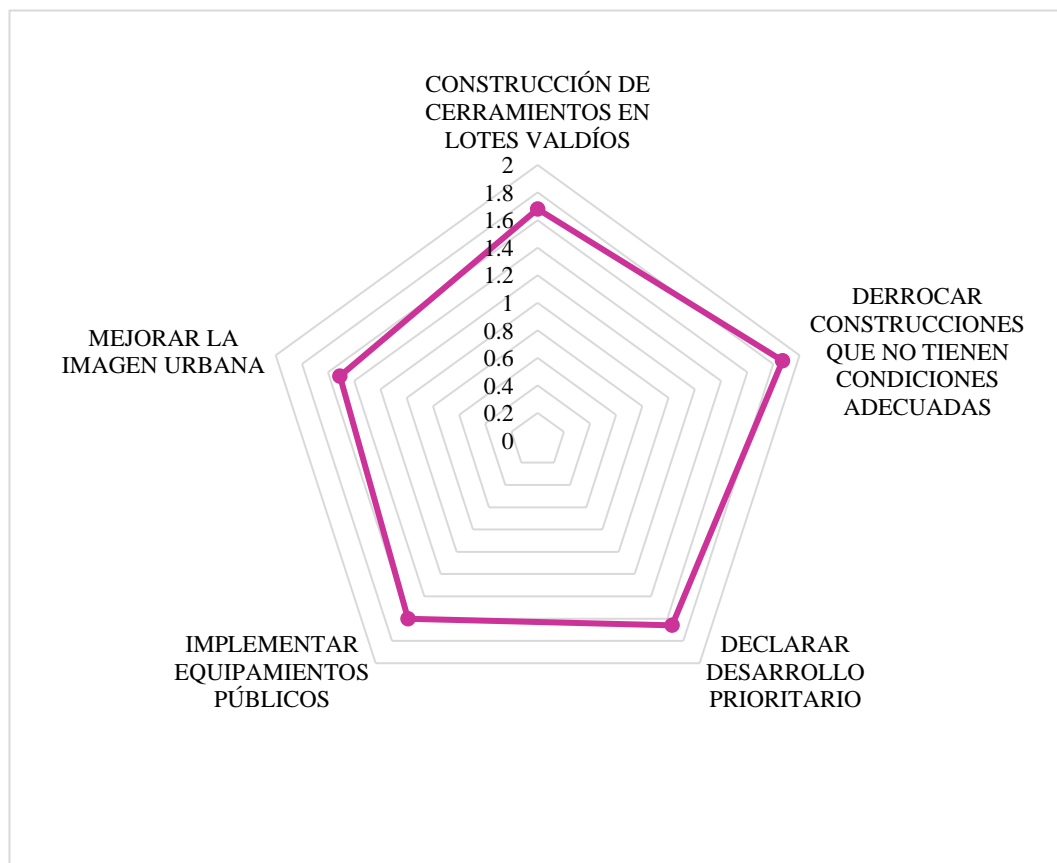 CONSTRUCCIÓN DE
CERRAMIENTOS EN
LOTES VALDÍOS
2
1.8
1.6
1.4
1.2
1
0.8
0.6
0.4
0.2
0
DERROCAR
CONSTRUCCIONES
QUE NO TIENEN
CONDICIONES
ADECUADAS
DECLARAR
DESARROLLO
PRIORITARIO
IMPLEMENTAR
EQUIPAMIENTOS
PÚBLICOS
MEJORAR LA
IMAGEN URBANA